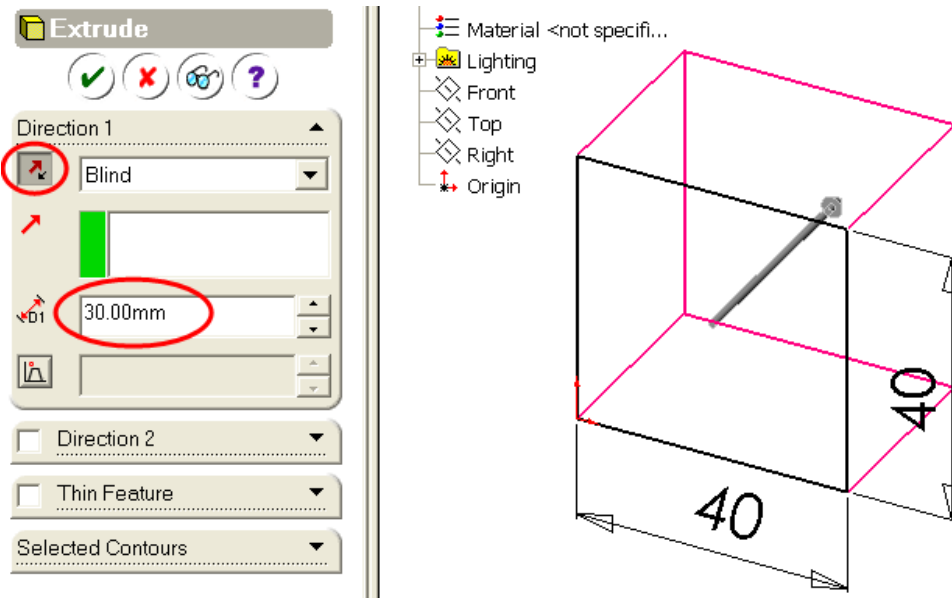 Extrude
?
Direction 1
Blind
D1
30.00mm
Direction 2
Thin Feature
Selected Contours
Material <not specifi...
Lighting
Front
Top
Right
Origin
40
40